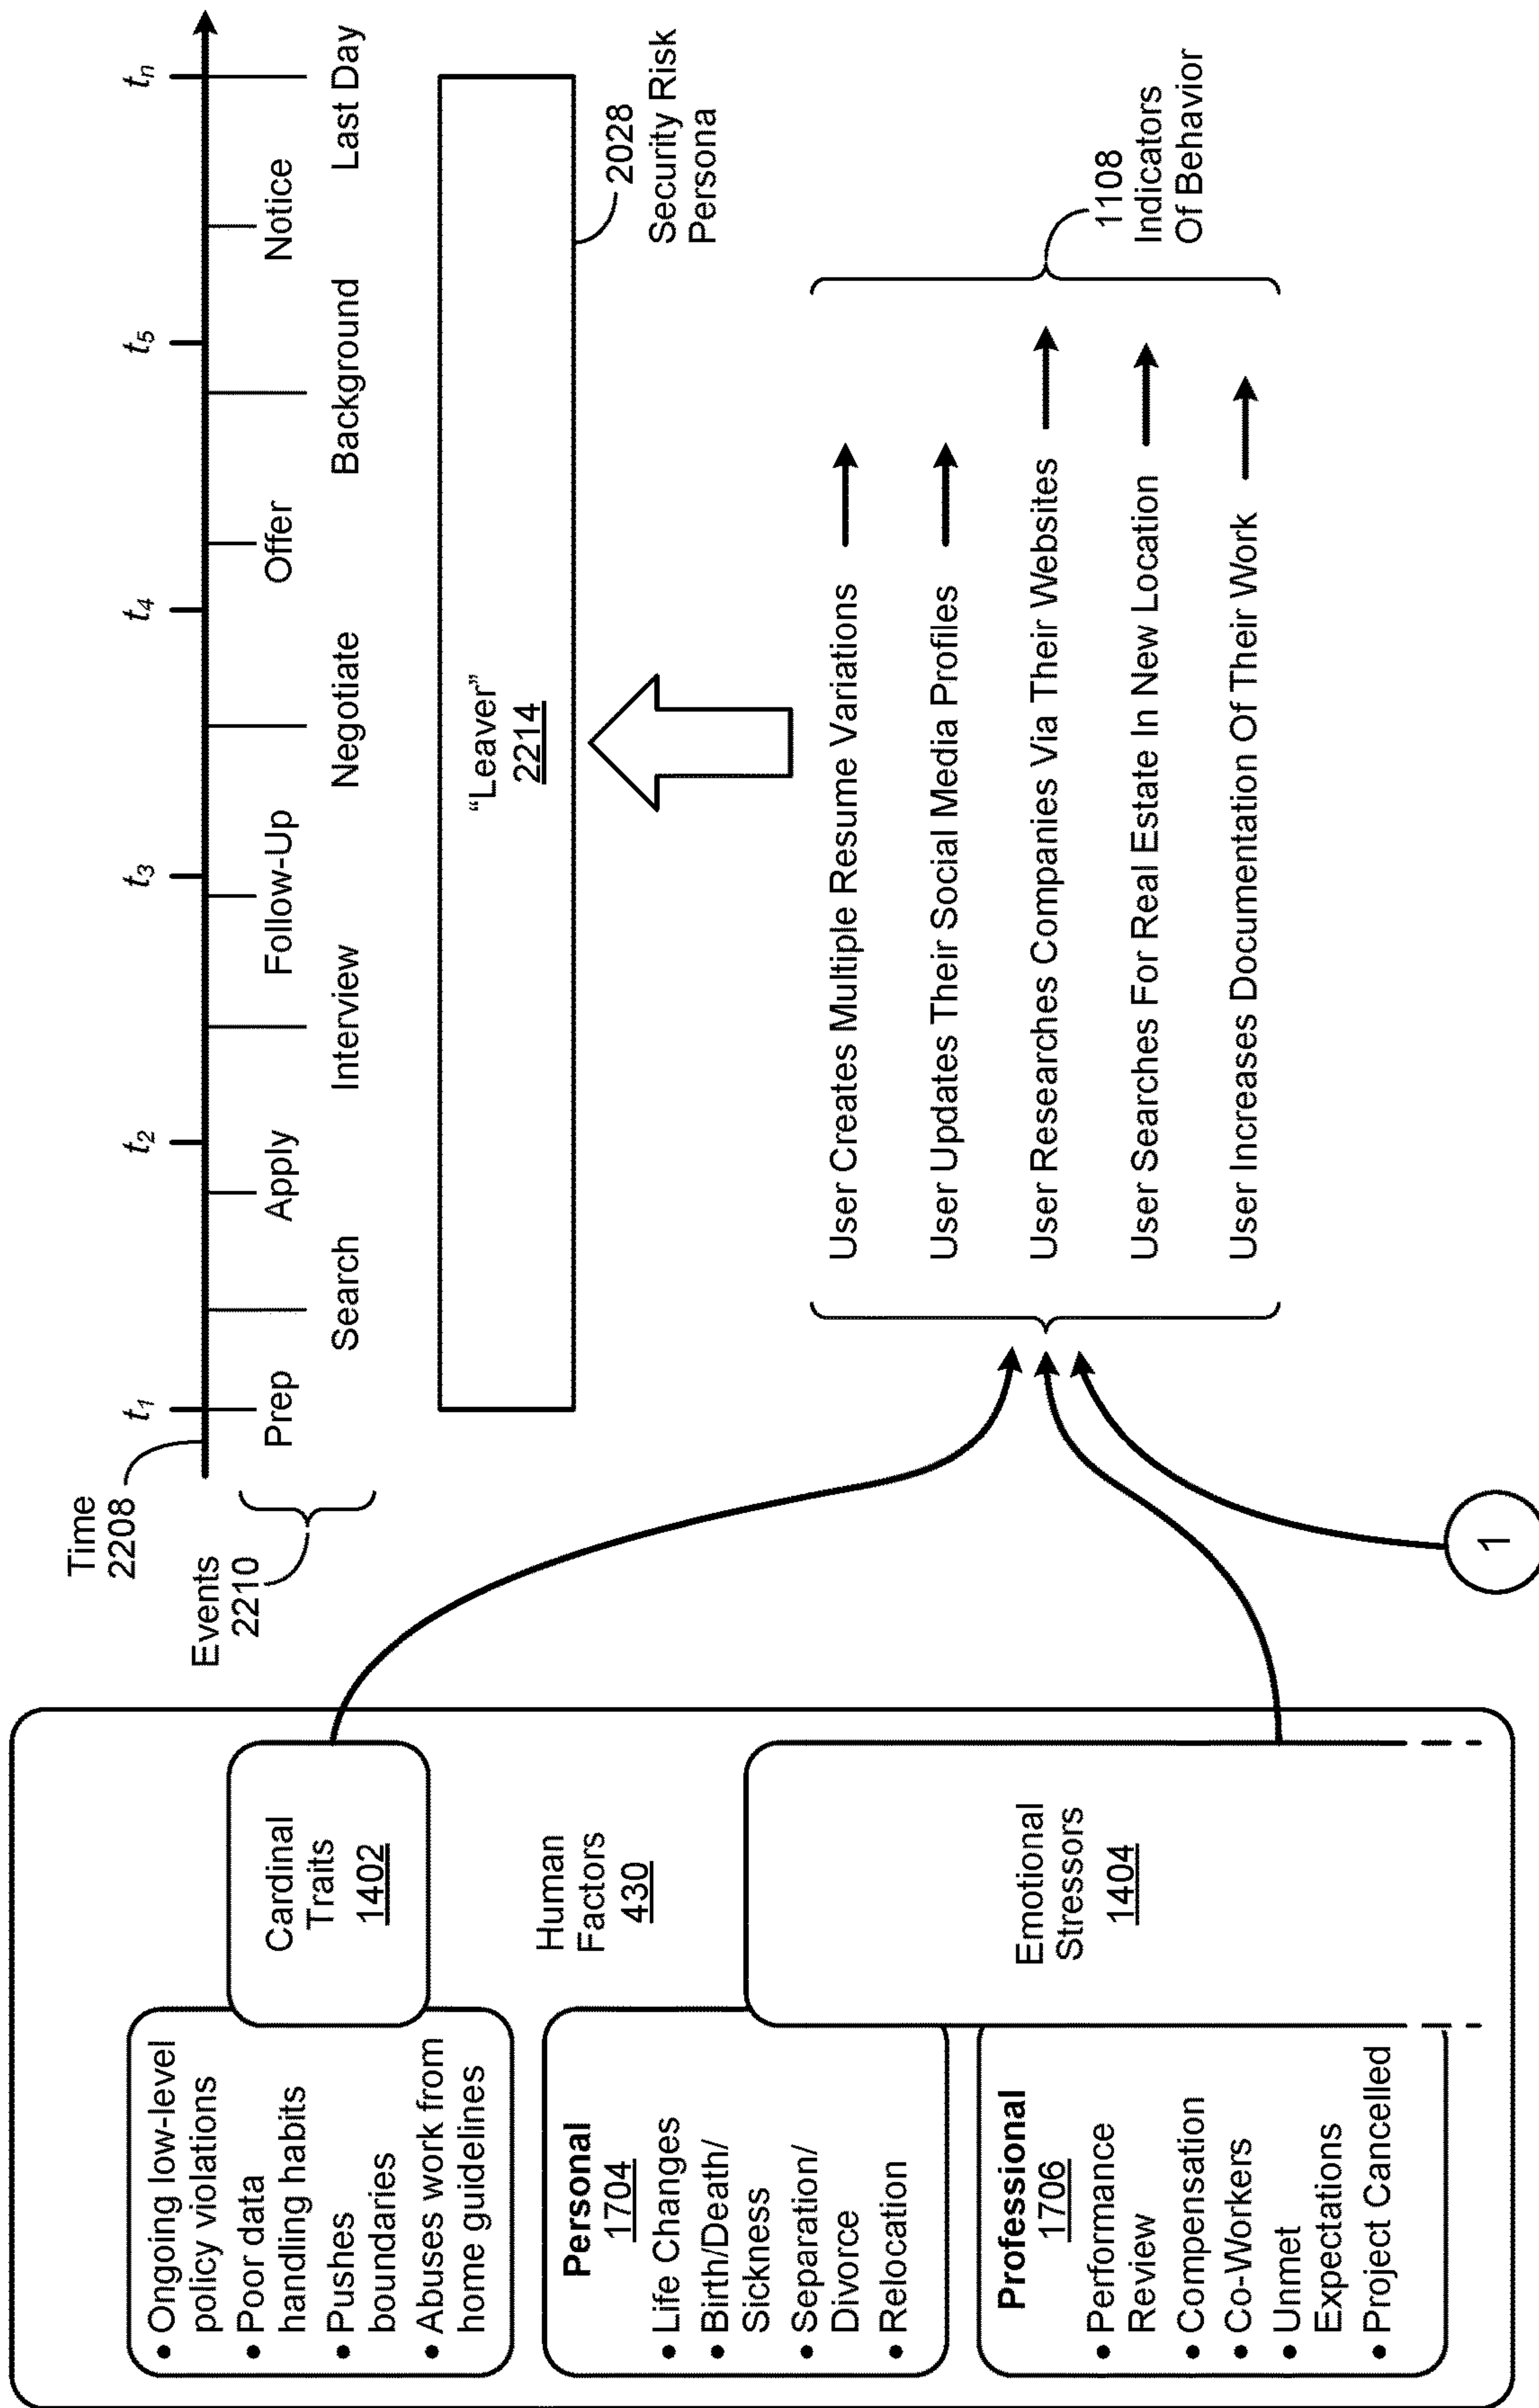 • Ongoing low-level
policy violations
• Poor data
handling habits
• Pushes
boundaries
• Abuses work from
home guidelines
Cardinal
Traits
1402
Human
Factors
430
Personal
1704
• Life Changes
• Birth/Death/
Sickness
• Separation/
Divorce
• Relocation
Professional
1706
• Performance
Review
• Compensation
• Co-Workers
• Unmet
Expectations
• Project Cancelled
Emotional
Stressors
1404
Time
2208
Events
2210
t1
t2
t3
t4
t5
tn
Prep
Search
Apply
Interview
Follow-Up
Negotiate
Offer
Background
Notice
Last Day
“Leaver”
2214
2028
Security Risk
Persona
User Creates Multiple Resume Variations
User Updates Their Social Media Profiles
User Researches Companies Via Their Websites
User Searches For Real Estate In New Location
User Increases Documentation Of Their Work
1108
Indicators
Of Behavior
1